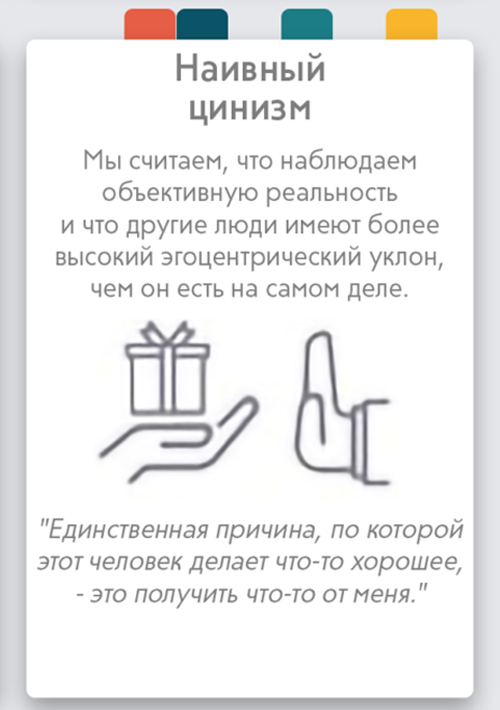 Наивный
цинизм
Мы считаем, что наблюдаем
объективную реальность
и что другие люди имеют более
высокий эгоцентрический уклон,
чем он есть на самом деле.
"Единственная причина, по которой
этот человек делает что-то хорошее,
- это получить что-то от меня."